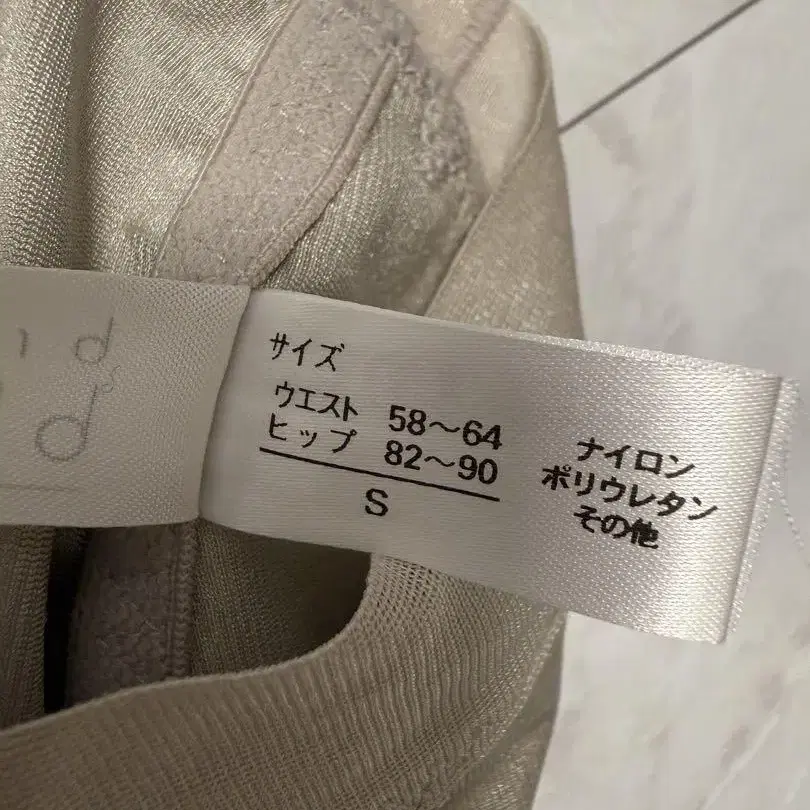 サイズ
ウエスト 58〜64
ヒップ 82〜90
S
ナイロン
ポリウレタン
その他